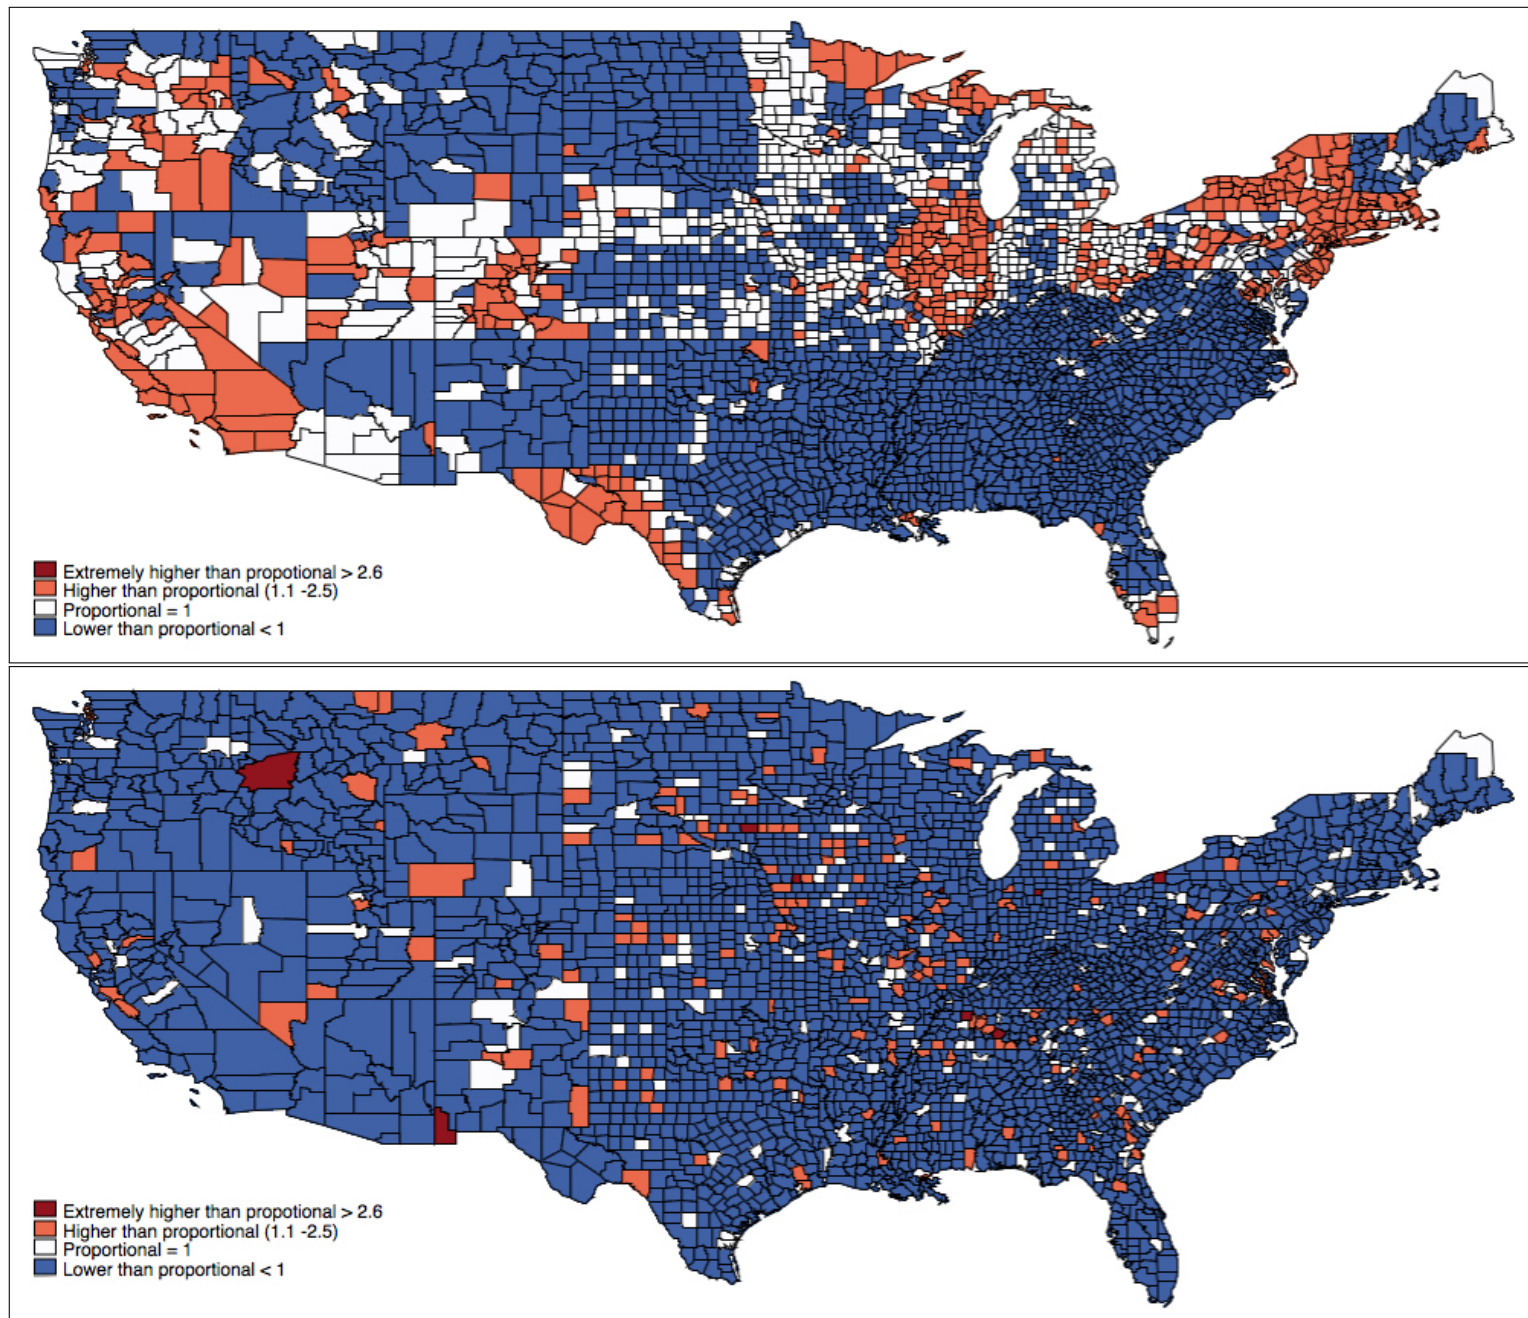 Extremely higher than propotional > 2.6
Higher than proportional (1.1 -2.5)
Proportional = 1
Lower than proportional < 1
Extremely higher than propotional > 2.6
Higher than proportional (1.1 -2.5)
Proportional = 1
Lower than proportional < 1